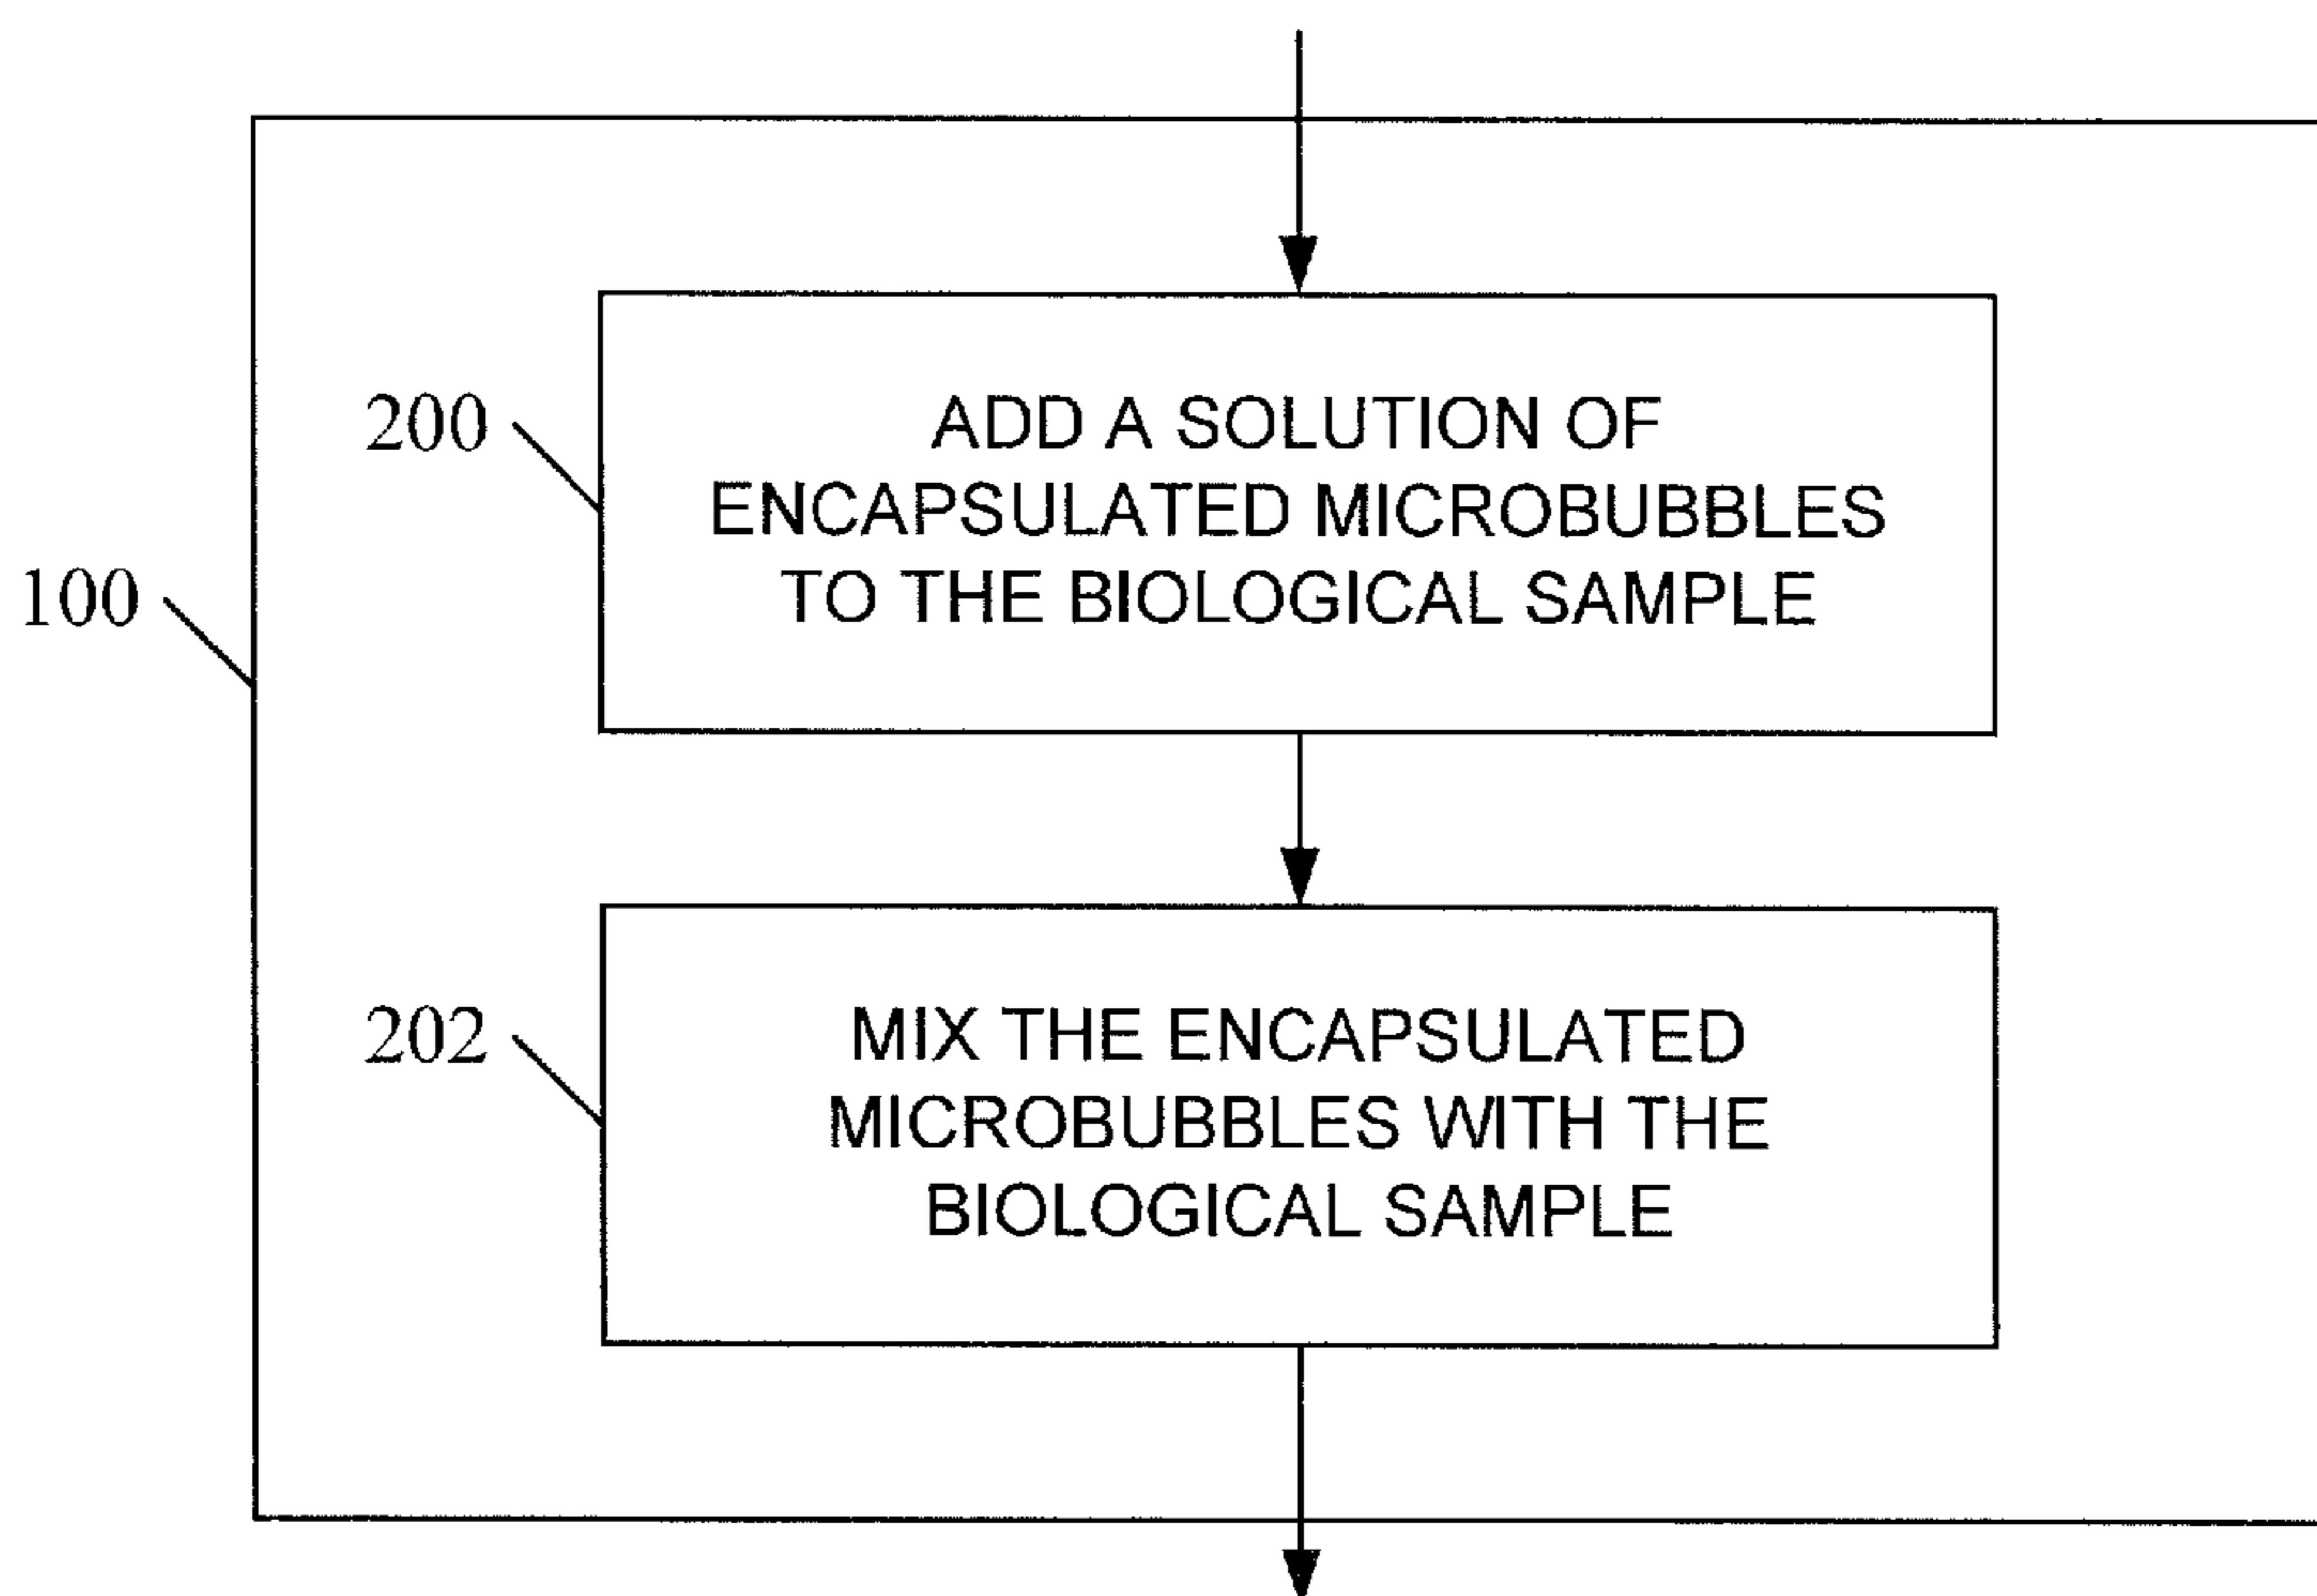 200
ADD A SOLUTION OF
ENCAPSULATED MICROBUBBLES
TO THE BIOLOGICAL SAMPLE
100
202
MIX THE ENCAPSULATED
MICROBUBBLES WITH THE
BIOLOGICAL SAMPLE